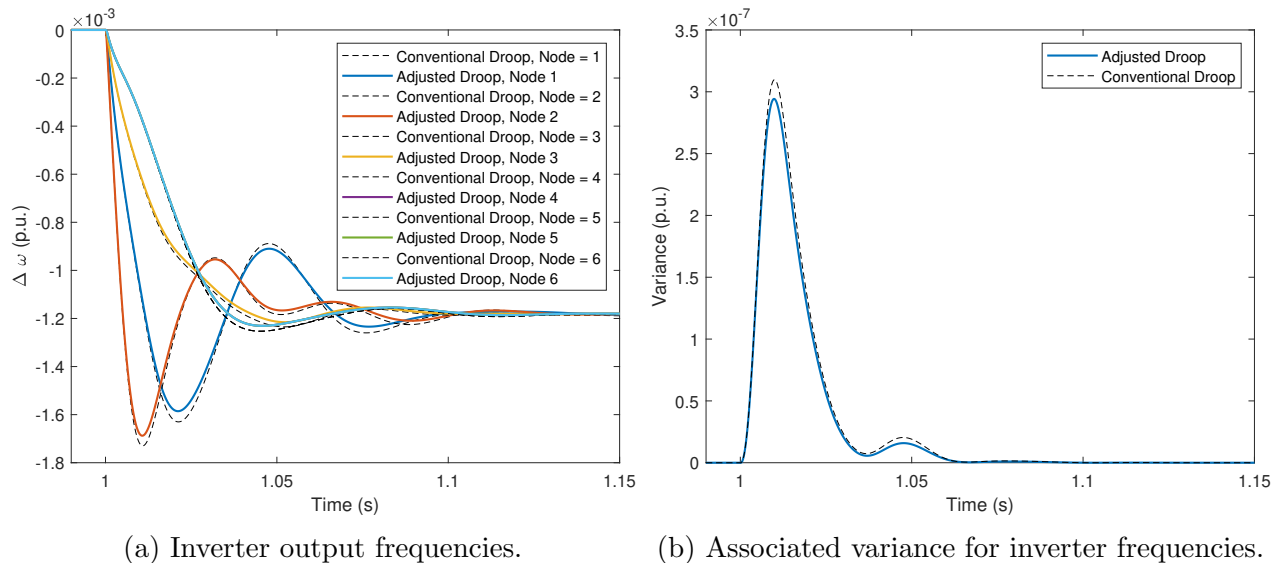 ×10⁻³
0
-0.2
-0.4
-0.6
-0.8
-1
-1.2
-1.4
-1.6
-1.8
Δ ω (p.u.)
1
1.05
1.1
1.15
Time (s)
Conventional Droop, Node = 1
Adjusted Droop, Node 1
Conventional Droop, Node = 2
Adjusted Droop, Node 2
Conventional Droop, Node = 3
Adjusted Droop, Node 3
Conventional Droop, Node = 4
Adjusted Droop, Node 4
Conventional Droop, Node = 5
Adjusted Droop, Node 5
Conventional Droop, Node = 6
Adjusted Droop, Node 6
(a) Inverter output frequencies.
×10⁻⁷
3.5
3
2.5
2
1.5
1
0.5
0
Variance (p.u.)
1
1.05
1.1
1.15
Time (s)
Adjusted Droop
Conventional Droop
(b) Associated variance for inverter frequencies.